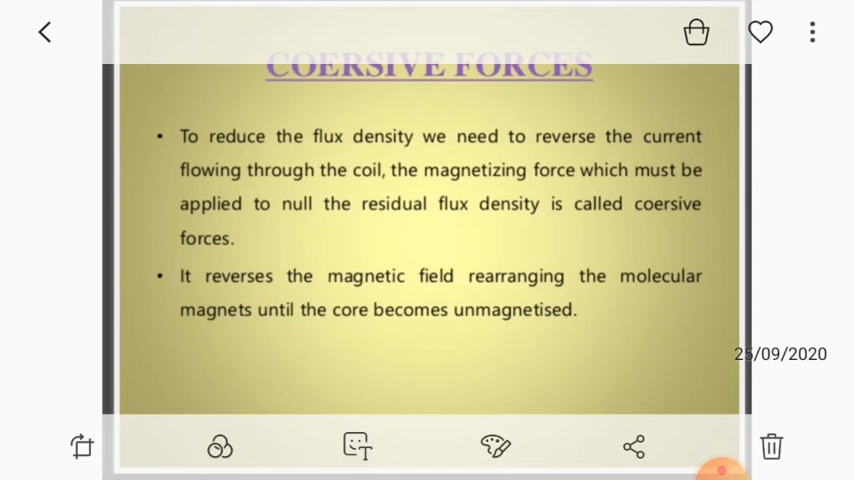 COERSIVE FORCES
• To reduce the flux density we need to reverse the current
flowing through the coil, the magnetizing force which must be
applied to null the residual flux density is called coersive
forces.
• It reverses the magnetic field rearranging the molecular
magnets until the core becomes unmagnetised.
25/09/2020
T